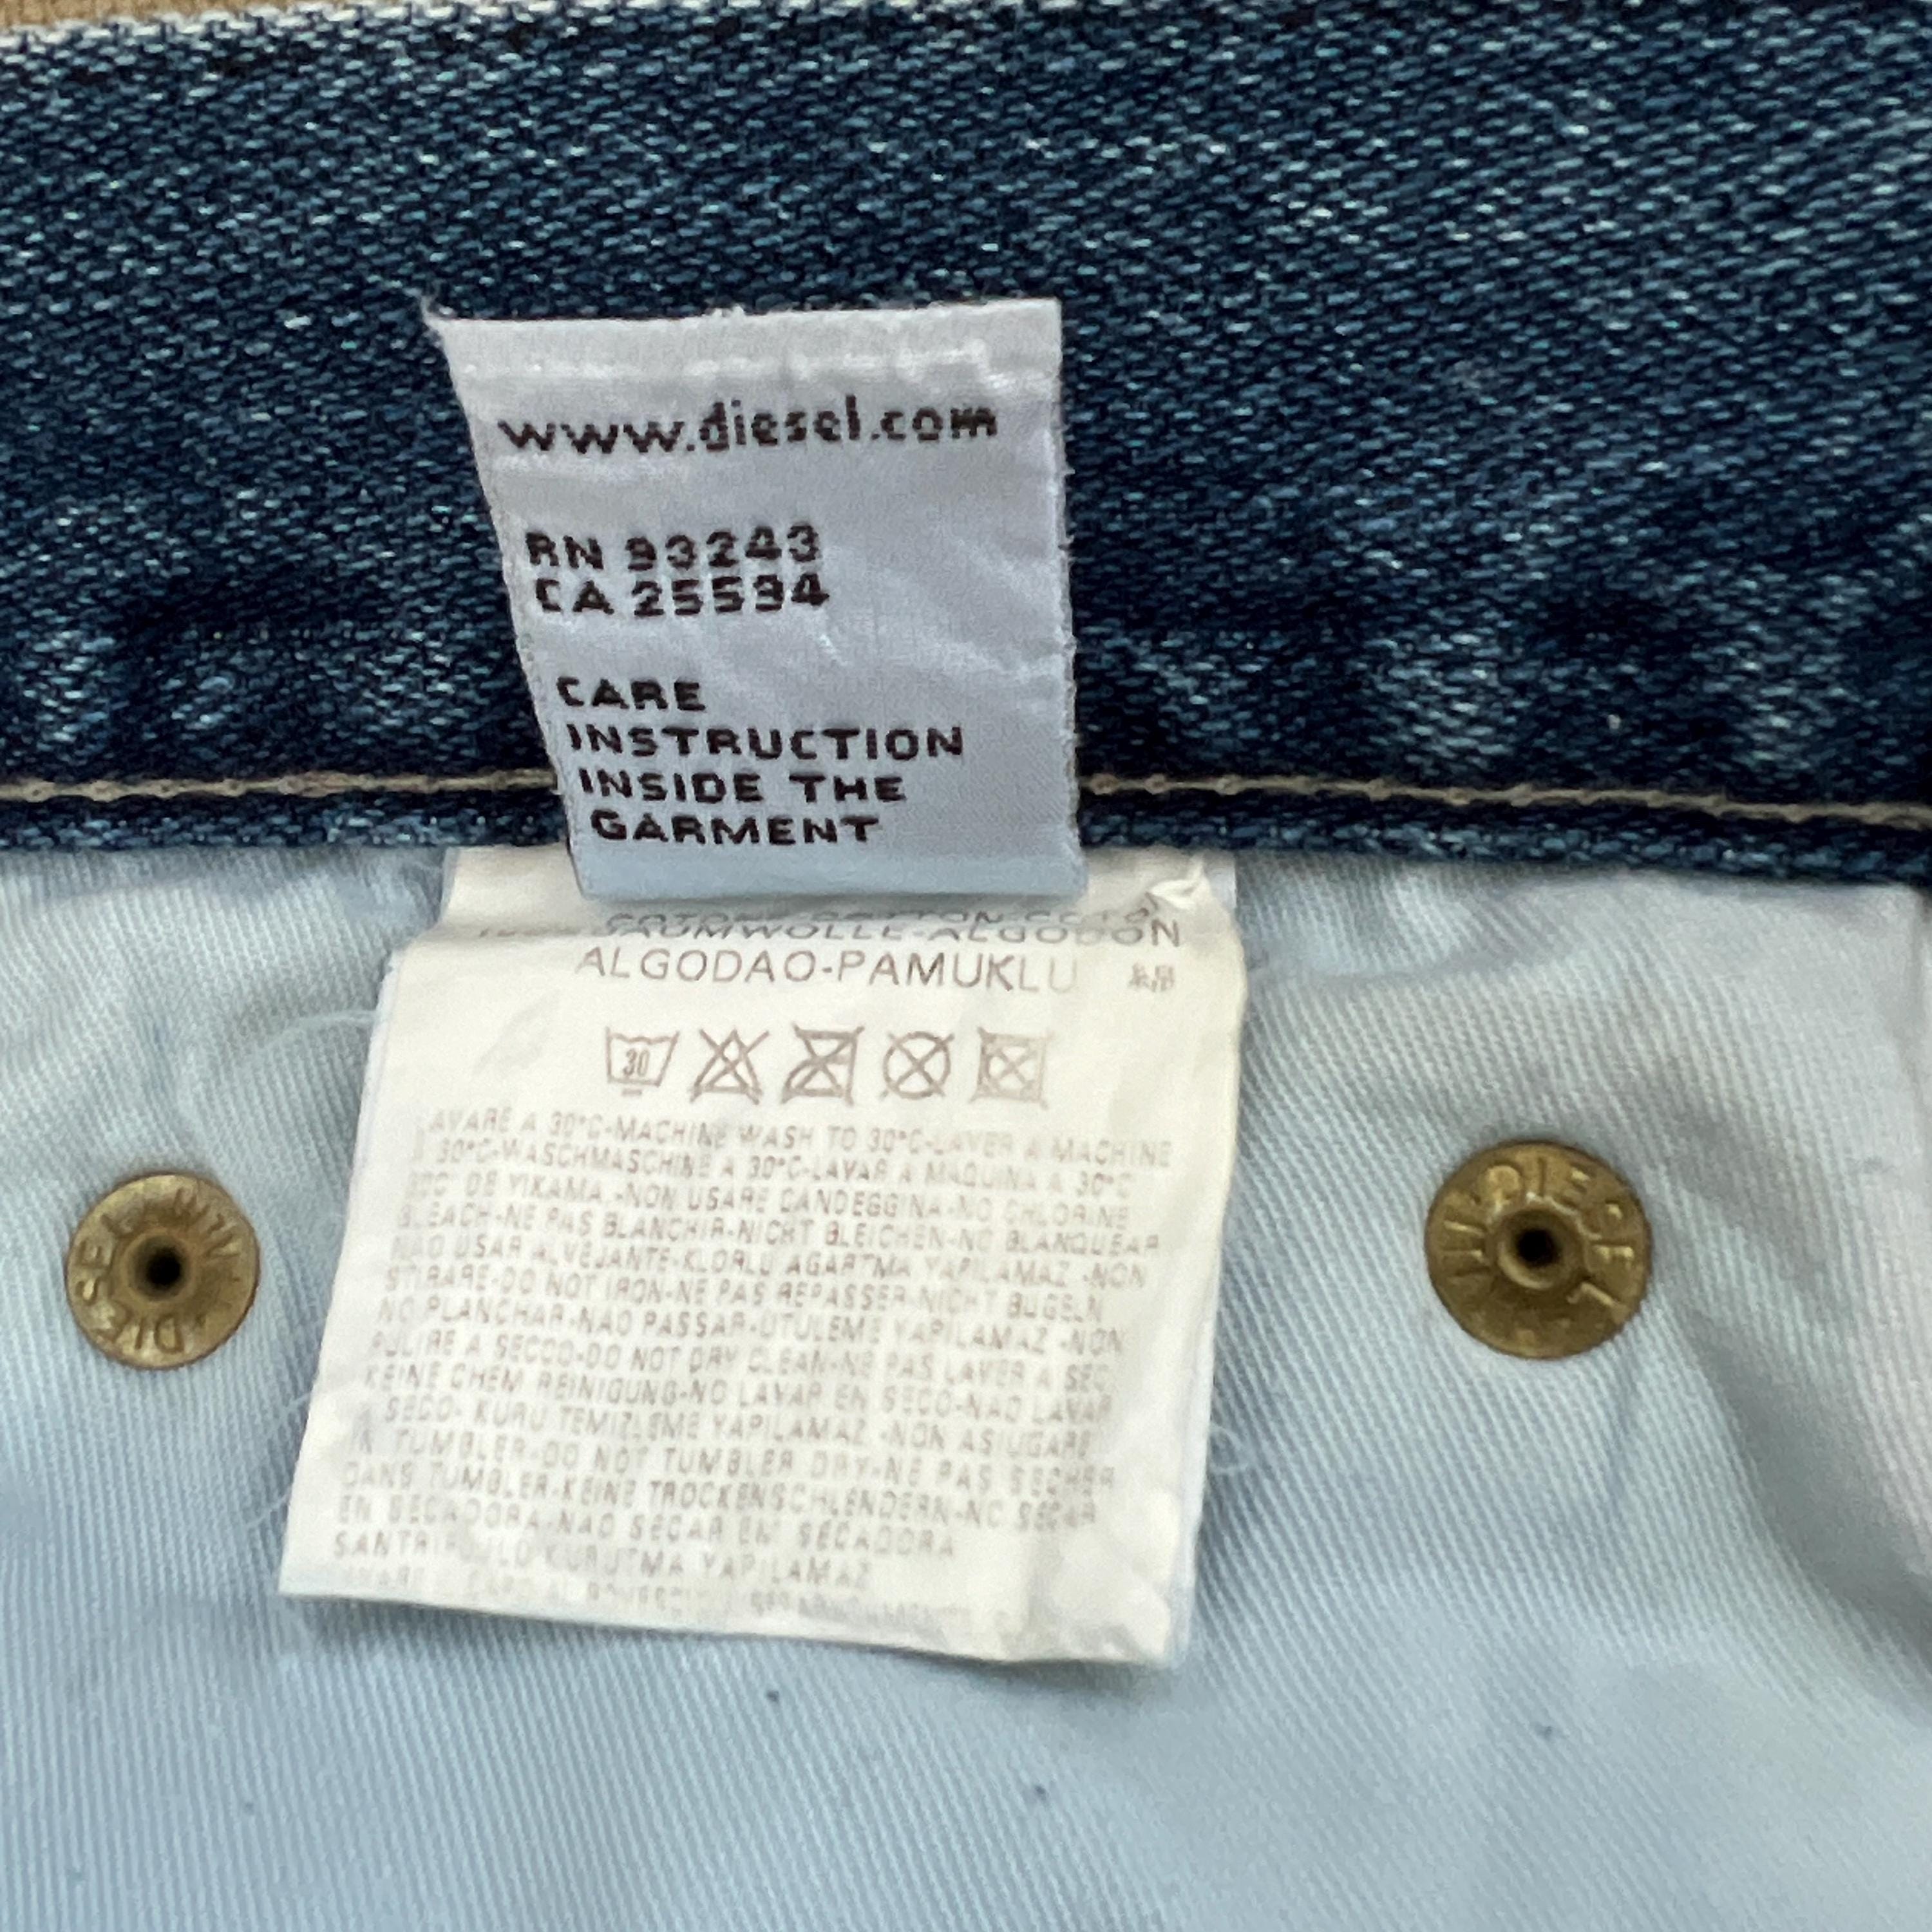 www.diesel.com
RN 93243
CA 25594
CARE
INSTRUCTION
INSIDE THE
GARMENT
BAUMWOLLE-ALGODON
ALGODAO-PAMUKLU
30
LAVARE A 30°C-MACHINE WASH TO 30°C-LAVER A MACHINE
30°C-WASCHMASCHINE A 30°C-LAVAR A MAQUINA A 30°C
DE YIKAMA.-NON USARE CANDEGGINA-NO CHLORINE
BLEACH-NE PAS BLANCHIR-NICHT BLEICHEN-NO BLANQUEAR
NAO USAR ALVEJANTE-KLORLU AGARTMA YAPILAMAZ -NON
STIRARE-DO NOT IRON-NE PAS REPASSER-NICHT BUGELN
NO PLANCHAR-NAO PASSAR-UTULEME YAPILAMAZ -NON
PULIRE A SECCO-DO NOT DRY CLEAN-NE PAS LAVER A SEC
KEINE CHEM REINIGUNG-NO LAVAR EN SECO-NAO LAVAR
A SECO- KURU TEMIZLEME YAPILAMAZ -NON ASIUGARE
IN TUMBLER-DO NOT TUMBLER DRY-NE PAS SECHER
DANS TUMBLER-KEINE TROCKENSCHLENDERN-NO SECAR
EN SECADORA-NAO SECAR EM SECADORA
KURUTMA YAPILAMAZ
DIESEL
DIESEL